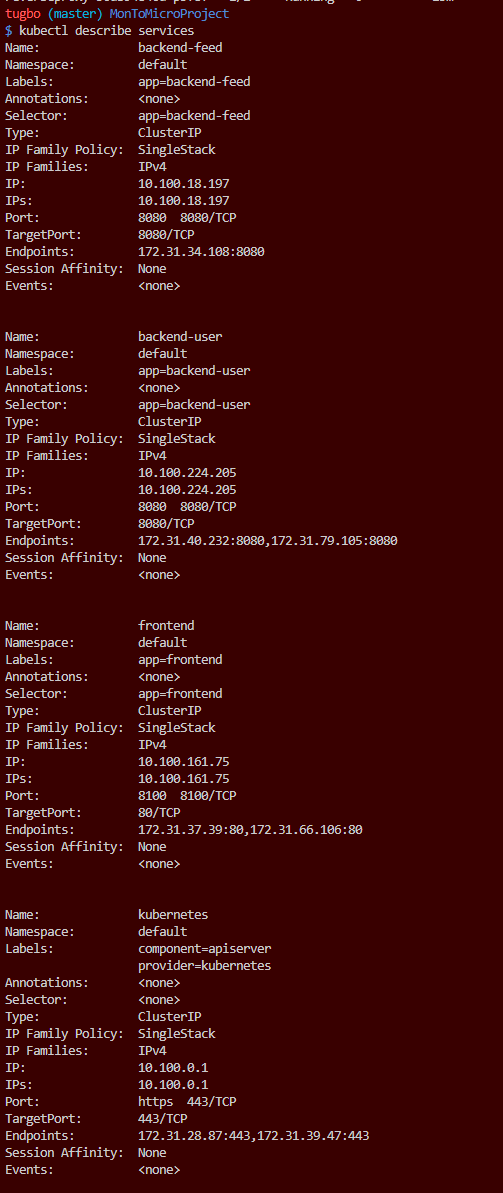 tugbo (master) MonToMicroProject
$ kubectl describe services
Name:              backend-feed
Namespace:         default
Labels:            app=backend-feed
Annotations:       <none>
Selector:          app=backend-feed
Type:              ClusterIP
IP Family Policy:  SingleStack
IP Families:       IPv4
IP:                10.100.18.197
IPs:               10.100.18.197
Port:              8080  8080/TCP
TargetPort:        8080/TCP
Endpoints:         172.31.34.108:8080
Session Affinity:  None
Events:            <none>

Name:              backend-user
Namespace:         default
Labels:            app=backend-user
Annotations:       <none>
Selector:          app=backend-user
Type:              ClusterIP
IP Family Policy:  SingleStack
IP Families:       IPv4
IP:                10.100.224.205
IPs:               10.100.224.205
Port:              8080  8080/TCP
TargetPort:        8080/TCP
Endpoints:         172.31.40.232:8080,172.31.79.105:8080
Session Affinity:  None
Events:            <none>

Name:              frontend
Namespace:         default
Labels:            app=frontend
Annotations:       <none>
Selector:          app=frontend
Type:              ClusterIP
IP Family Policy:  SingleStack
IP Families:       IPv4
IP:                10.100.161.75
IPs:               10.100.161.75
Port:              8100  8100/TCP
TargetPort:        80/TCP
Endpoints:         172.31.37.39:80,172.31.66.106:80
Session Affinity:  None
Events:            <none>

Name:              kubernetes
Namespace:         default
Labels:            component=apiserver
                   provider=kubernetes
Annotations:       <none>
Selector:          <none>
Type:              ClusterIP
IP Family Policy:  SingleStack
IP Families:       IPv4
IP:                10.100.0.1
IPs:               10.100.0.1
Port:              https  443/TCP
TargetPort:        443/TCP
Endpoints:         172.31.28.87:443,172.31.39.47:443
Session Affinity:  None
Events:            <none>